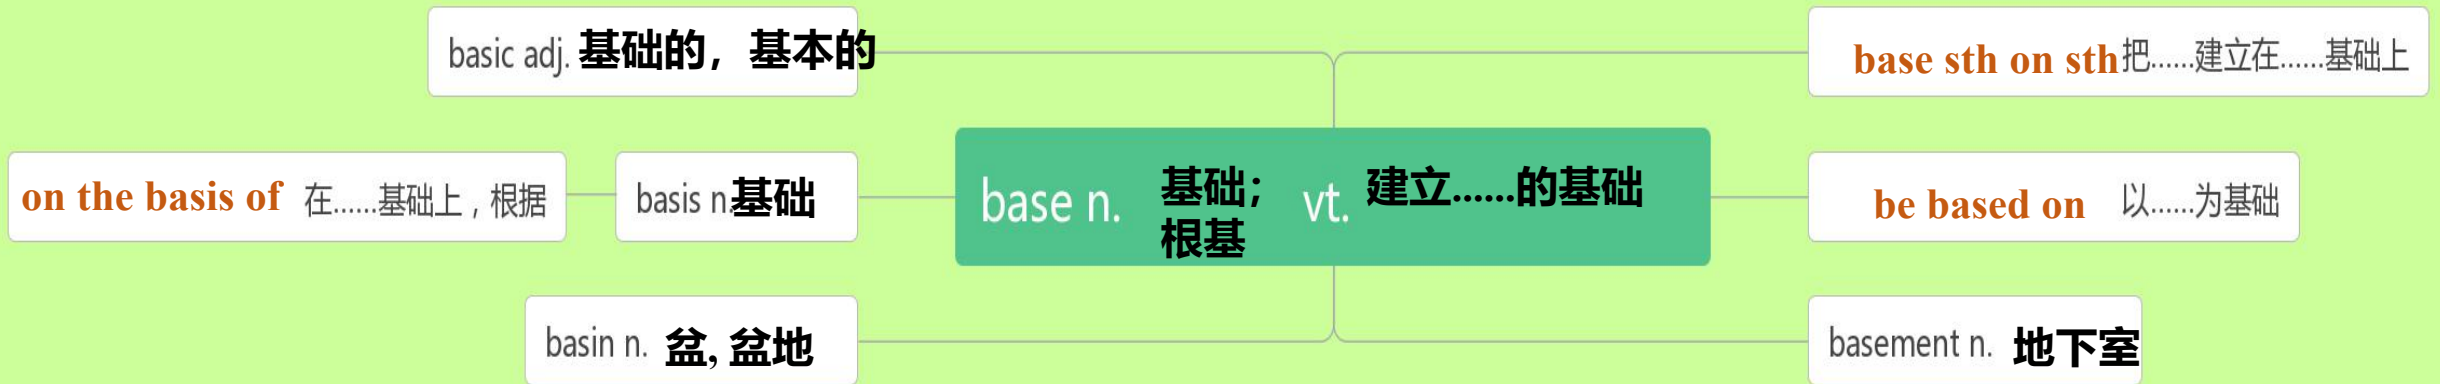 basic adj. 基础的，基本的
base sth on sth 把......建立在......基础上
on the basis of 在......基础上，根据
basis n. 基础
base n. 基础；根基 vt. 建立......的基础
be based on 以......为基础
basin n. 盆, 盆地
basement n. 地下室